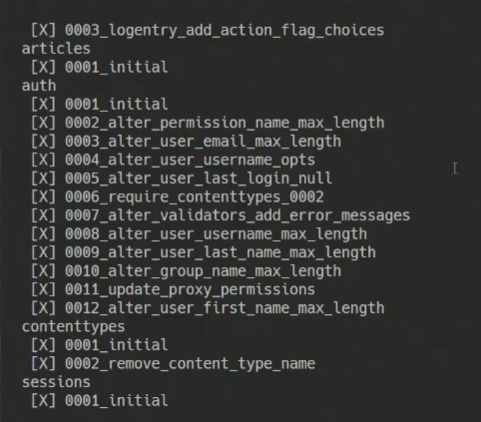 [X] 0003_logentry_add_action_flag_choices
articles
[X] 0001_initial
auth
[X] 0001_initial
[X] 0002_alter_permission_name_max_length
[X] 0003_alter_user_email_max_length
[X] 0004_alter_user_username_opts
[X] 0005_alter_user_last_login_null
[X] 0006_require_contenttypes_0002
[X] 0007_alter_validators_add_error_messages
[X] 0008_alter_user_username_max_length
[X] 0009_alter_user_last_name_max_length
[X] 0010_alter_group_name_max_length
[X] 0011_update_proxy_permissions
[X] 0012_alter_user_first_name_max_length
contenttypes
[X] 0001_initial
[X] 0002_remove_content_type_name
sessions
[X] 0001_initial